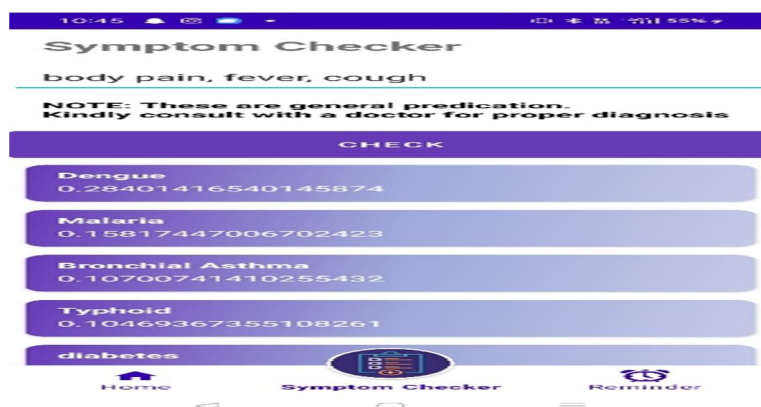 10:45
55%
Symptom Checker
body pain, fever, cough
NOTE: These are general predication.
Kindly consult with a doctor for proper diagnosis
CHECK
Dengue
0.28401416540145874
Malaria
0.15817447006702423
Bronchial Asthma
0.10700741410255432
Typhoid
0.10469367355108261
diabetes
Home Symptom Checker Reminder